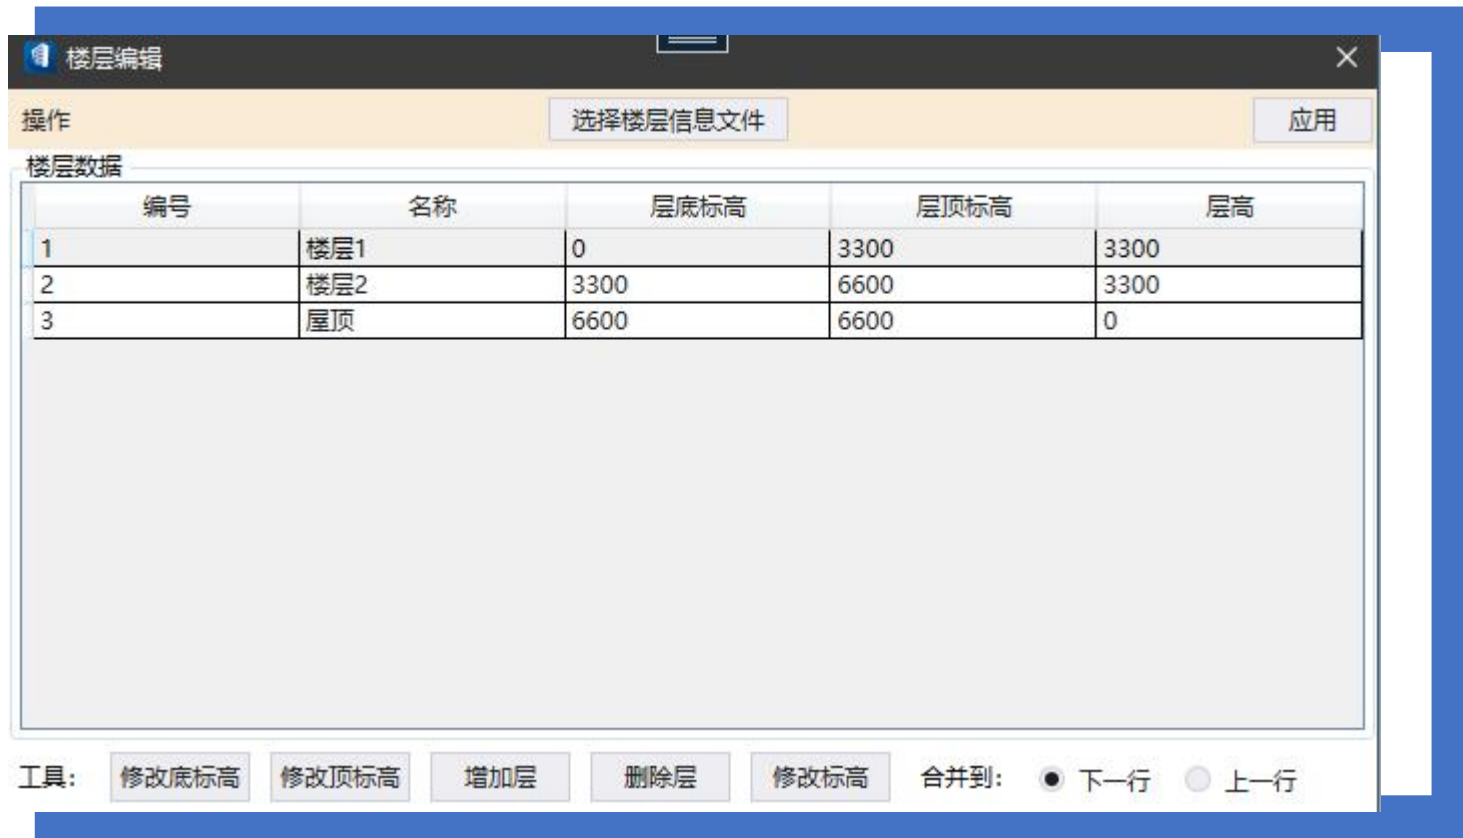 楼层编辑
操作 选择楼层信息文件 应用
楼层数据
编号 名称 层底标高 层顶标高 层高
1 楼层1 0 3300 3300
2 楼层2 3300 6600 3300
3 屋顶 6600 6600 0
工具: 修改底标高 修改顶标高 增加层 删除层 修改标高 合并到: 下一行 上一行